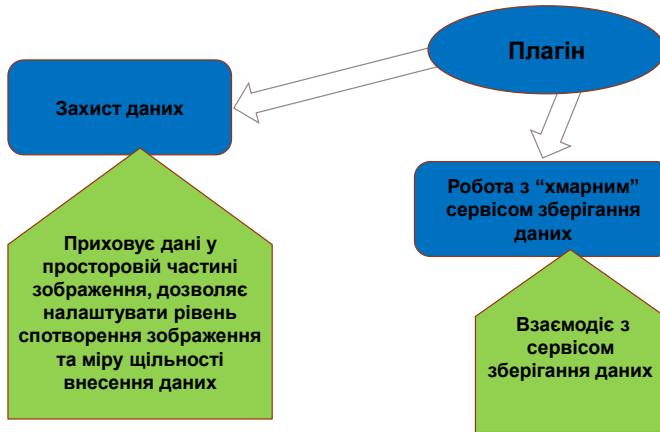 Плагін
Захист даних
Робота з “хмарним”
сервісом зберігання
даних
Приховує дані у
просторовій частині
зображення, дозволяє
налаштувати рівень
спотворення зображення
та міру щільності
внесення даних
Взаємодіє з
сервісом
зберігання даних